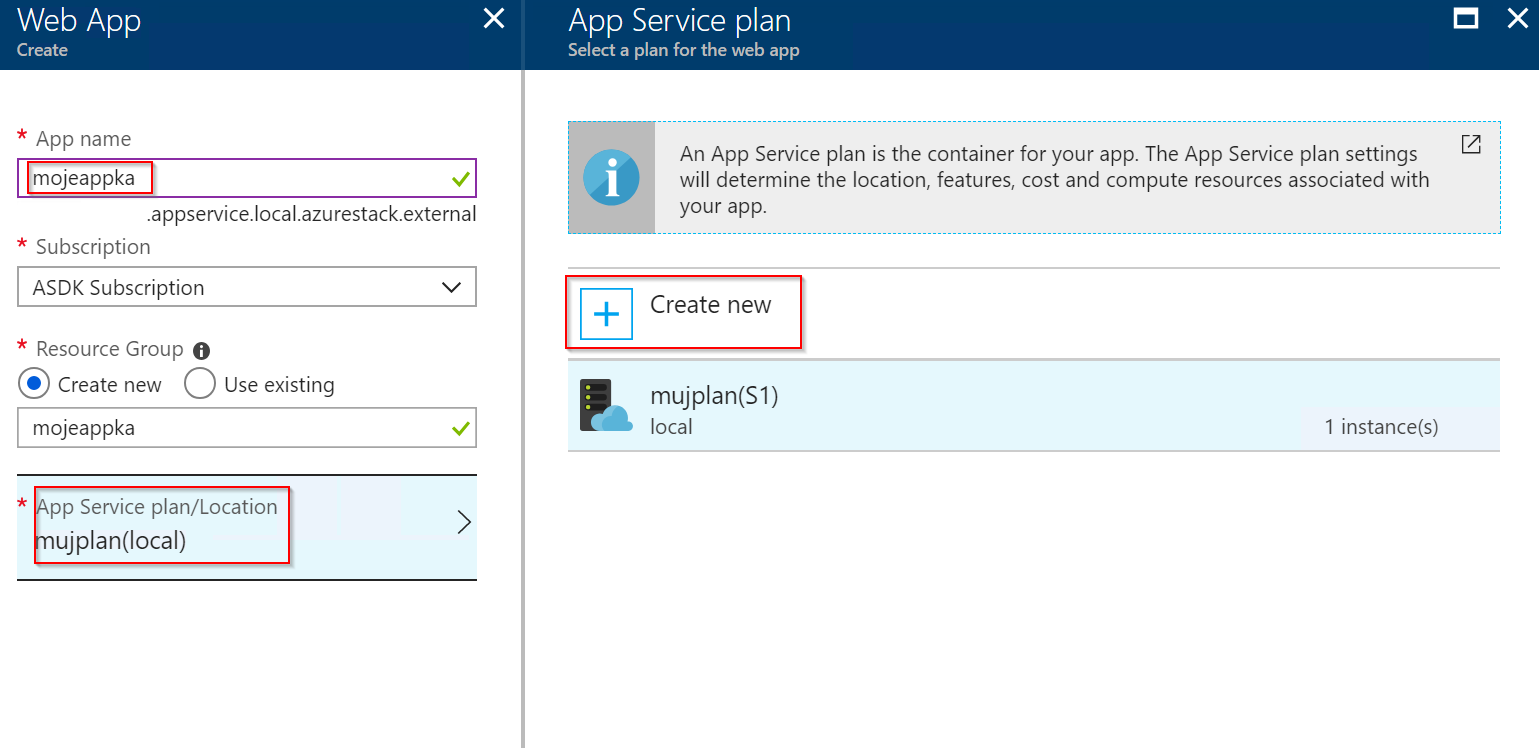 Web App
Create
* App name
mojeappka
.appservice.local.azurestack.external
* Subscription
ASDK Subscription
* Resource Group
Create new Use existing
mojeappka
* App Service plan/Location
mujplan(local)
App Service plan
Select a plan for the web app
An App Service plan is the container for your app. The App Service plan settings
will determine the location, features, cost and compute resources associated with
your app.
Create new
mujplan(S1)
local
1 instance(s)